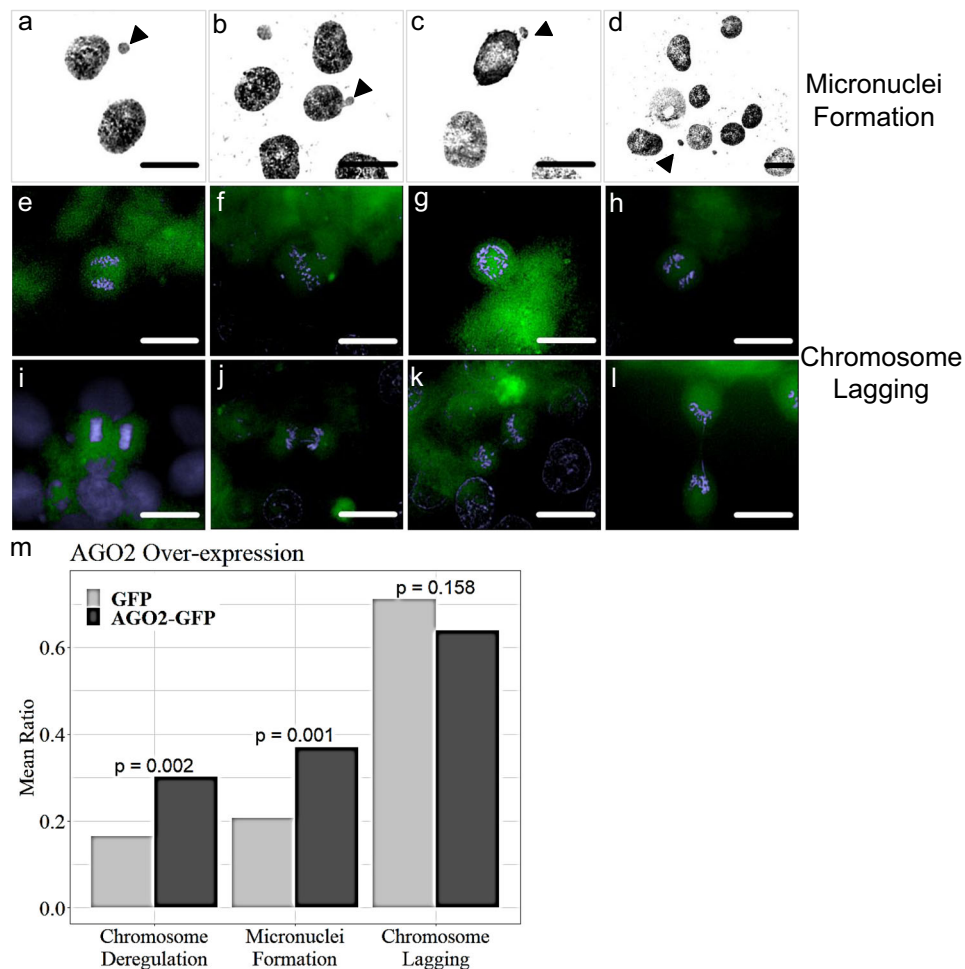 a
b
c
d
Micronuclei
Formation
e
f
g
h
Chromosome
Lagging
i
j
k
l
m
AGO2 Over-expression
GFP
AGO2-GFP
p = 0.158
p = 0.001
p = 0.002
Mean Ratio
0.6
0.4
0.2
0.0
Chromosome
Deregulation
Micronuclei
Formation
Chromosome
Lagging